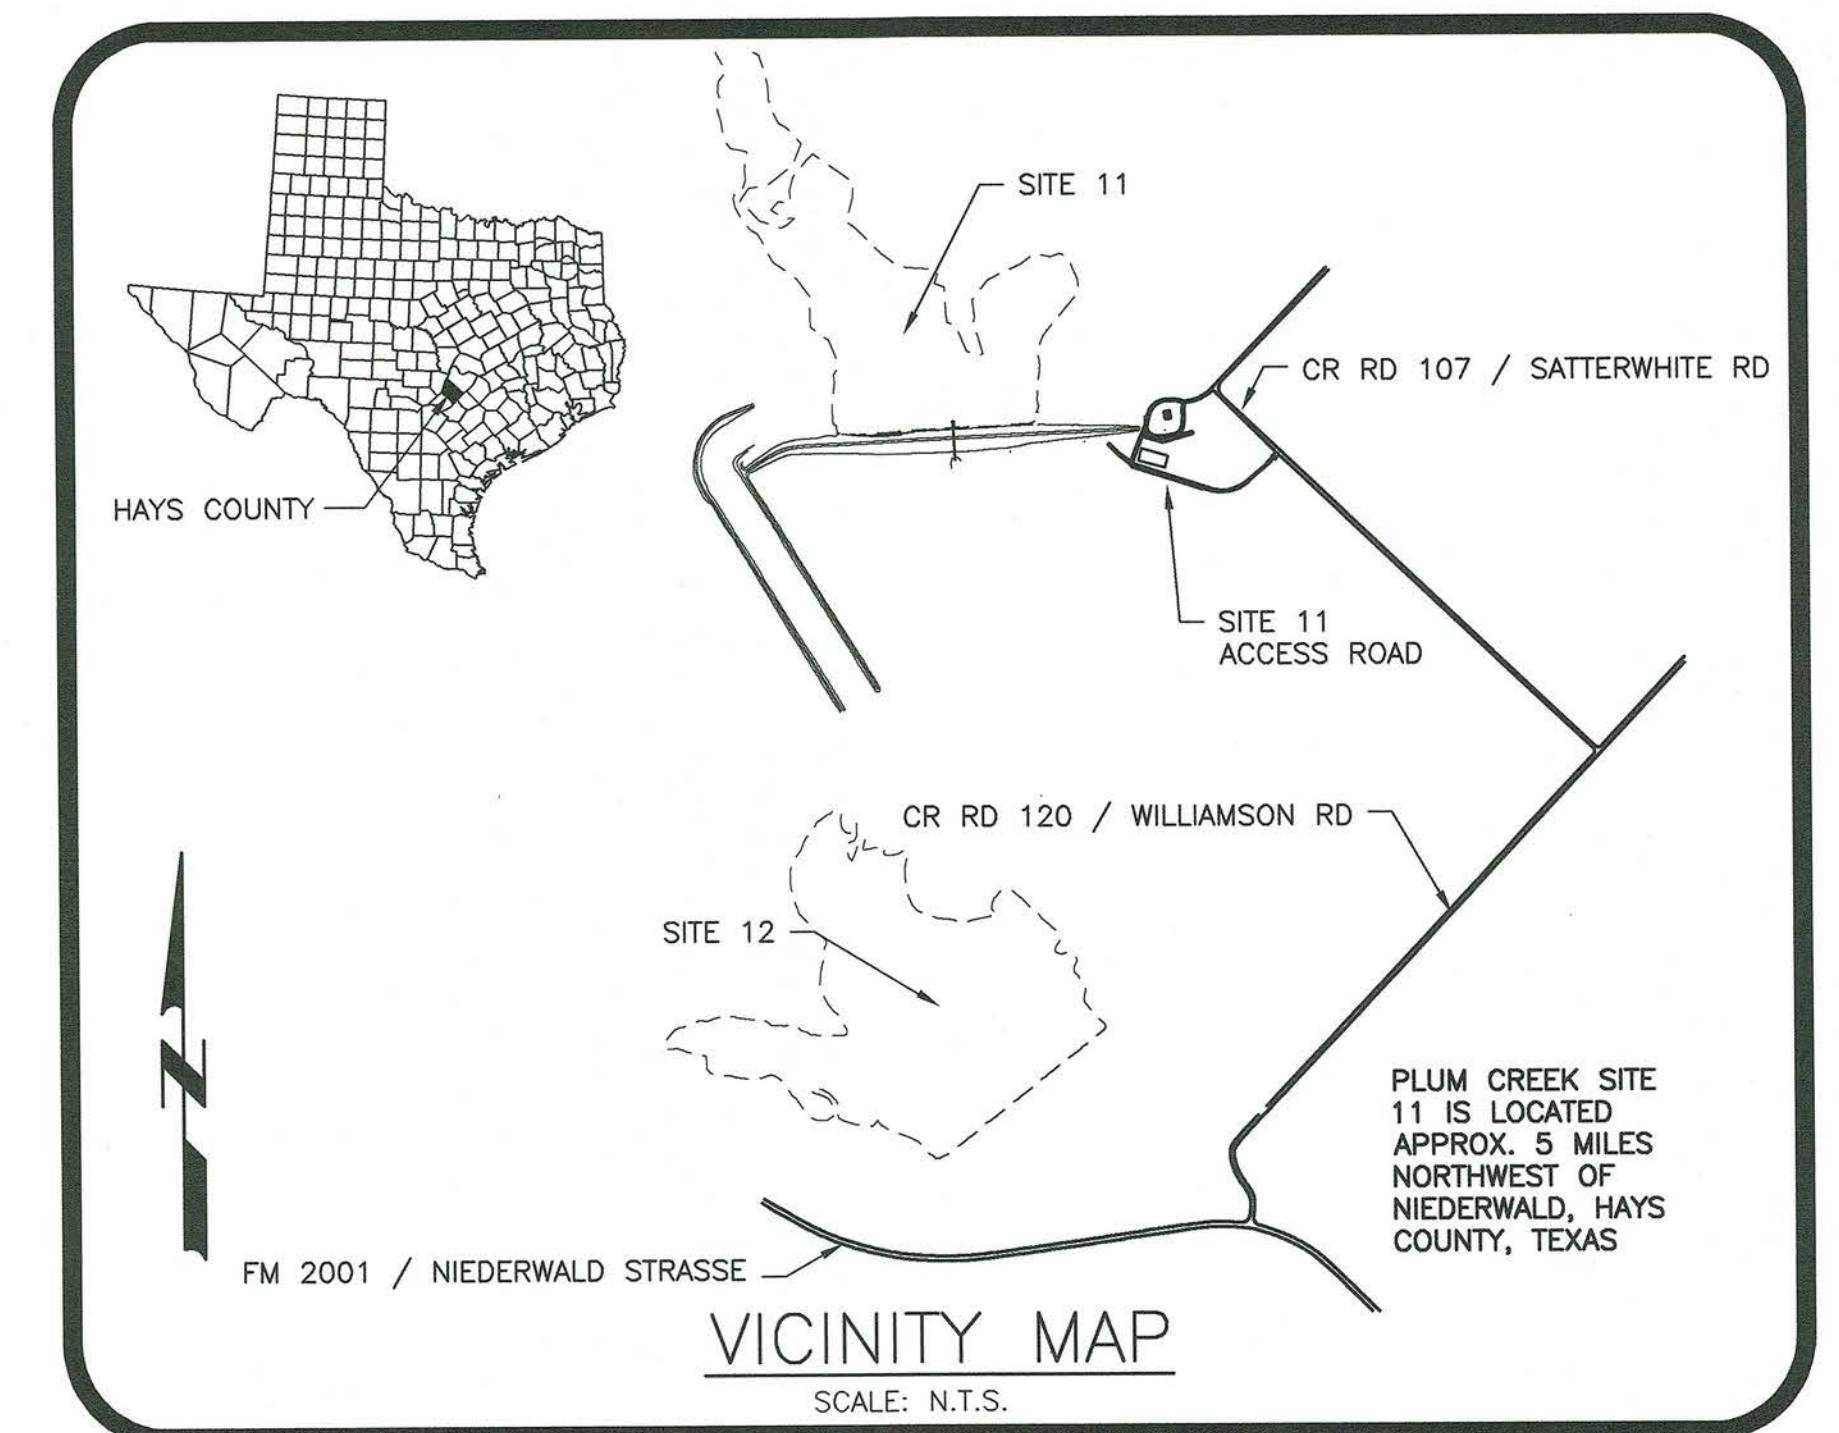 SITE 11
CR RD 107 / SATTERWHITE RD
HAYS COUNTY
SITE 11
ACCESS ROAD
CR RD 120 / WILLIAMSON RD
SITE 12
N
PLUM CREEK SITE
11 IS LOCATED
APPROX. 5 MILES
NORTHWEST OF
NIEDERWALD, HAYS
COUNTY, TEXAS
FM 2001 / NIEDERWALD STRASSE
VICINITY MAP
SCALE: N.T.S.